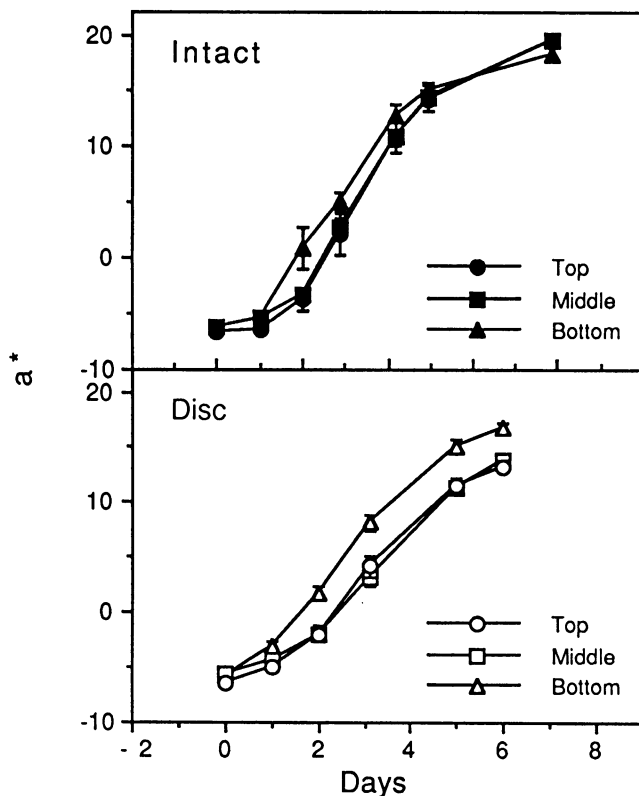 20
Intact
10
0
Top
Middle
Bottom
-10
a*
20
Disc
10
0
Top
Middle
Bottom
-10
- 2 0 2 4 6 8
Days